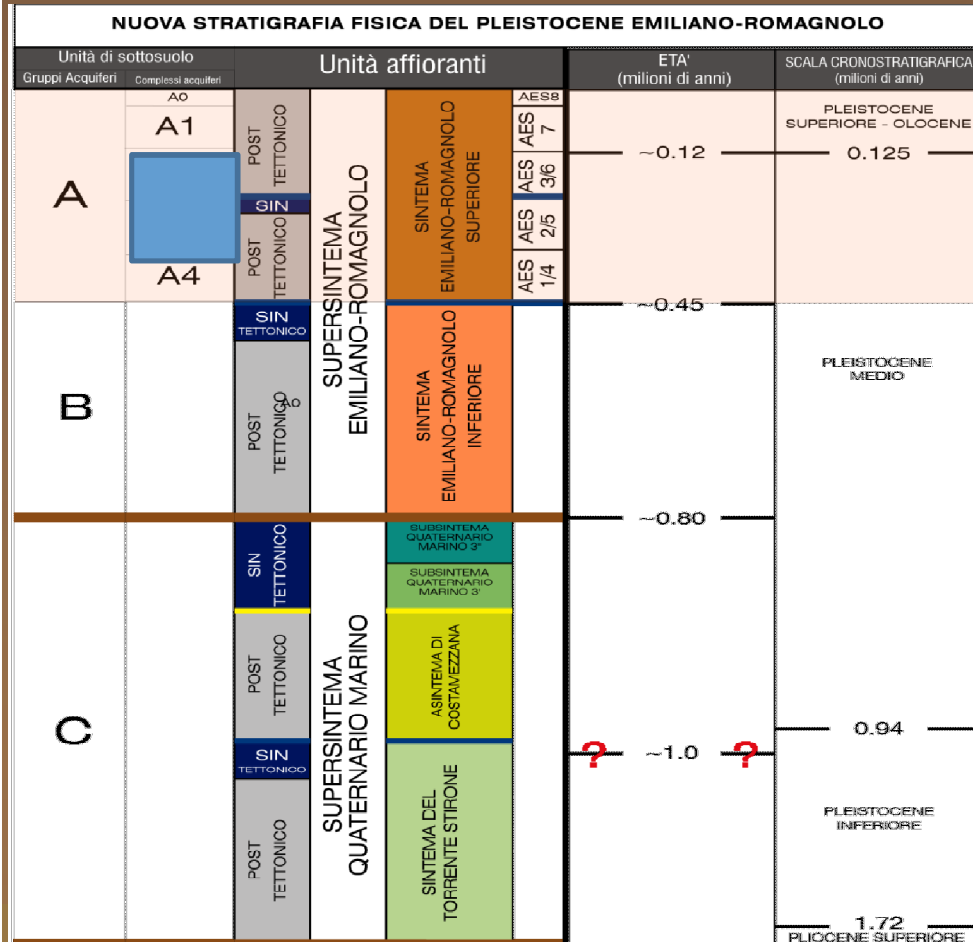 NUOVA STRATIGRAFIA FISICA DEL PLEISTOCENE EMILIANO-ROMAGNOLO
Unità di sottosuolo
Gruppi Acquiferi
Complessi acquiferi
Unità affioranti
ETA'
(milioni di anni)
SCALA CRONOSTRATIGRAFICA
(milioni di anni)
A
A0
A1
A4
POST
TETTONICO
SIN
POST
TETTONICO
SUPERSINTEMA
EMILIANO-ROMAGNOLO
SINTEMA
EMILIANO-ROMAGNOLO
SUPERIORE
AES8
AES
7
AES
3/6
AES
2/5
AES
1/4
~0.12
PLEISTOCENE
SUPERIORE - OLOCENE
0.125
~0.45
B
SIN
TETTONICO
POST
TETTONICO
A0
SINTEMA
EMILIANO-ROMAGNOLO
INFERIORE
PLEISTOCENE
MEDIO
~0.80
C
SIN
TETTONICO
POST
TETTONICO
SIN
TETTONICO
POST
TETTONICO
SUPERSINTEMA
QUATERNARIO MARINO
SUBSINTEMA
QUATERNARIO
MARINO 3"
SUBSINTEMA
QUATERNARIO
MARINO 3'
ASINTEMA DI
COSTAMEZZANA
SINTEMA DEL
TORRENTE STIRONE
? ~1.0 ?
0.94
PLEISTOCENE
INFERIORE
1.72
PLIOCENE SUPERIORE